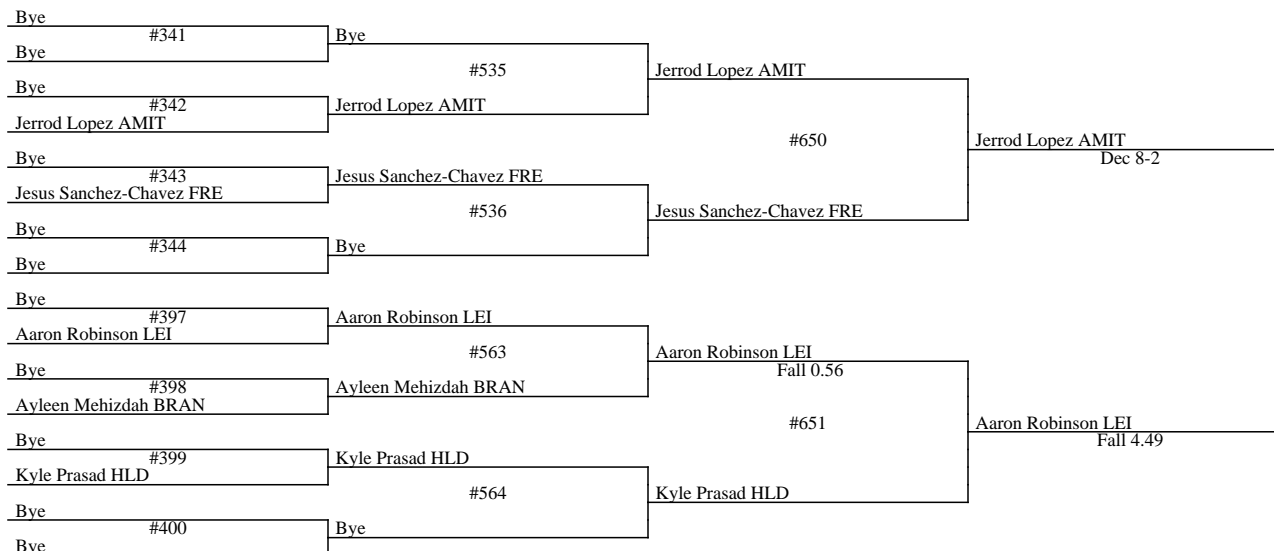 Bye
#341
Bye
Bye
#535
Jerrod Lopez AMIT
Bye
#342
Jerrod Lopez AMIT
Jerrod Lopez AMIT
#650
Jerrod Lopez AMIT
Dec 8-2
Bye
#343
Jesus Sanchez-Chavez FRE
Jesus Sanchez-Chavez FRE
#536
Jesus Sanchez-Chavez FRE
Bye
#344
Bye
Bye
Bye
#397
Aaron Robinson LEI
Aaron Robinson LEI
#563
Aaron Robinson LEI
Fall 0.56
Bye
#398
Ayleen Mehizdah BRAN
Ayleen Mehizdah BRAN
#651
Aaron Robinson LEI
Fall 4.49
Bye
#399
Kyle Prasad HLD
Kyle Prasad HLD
#564
Kyle Prasad HLD
Bye
#400
Bye
Bye